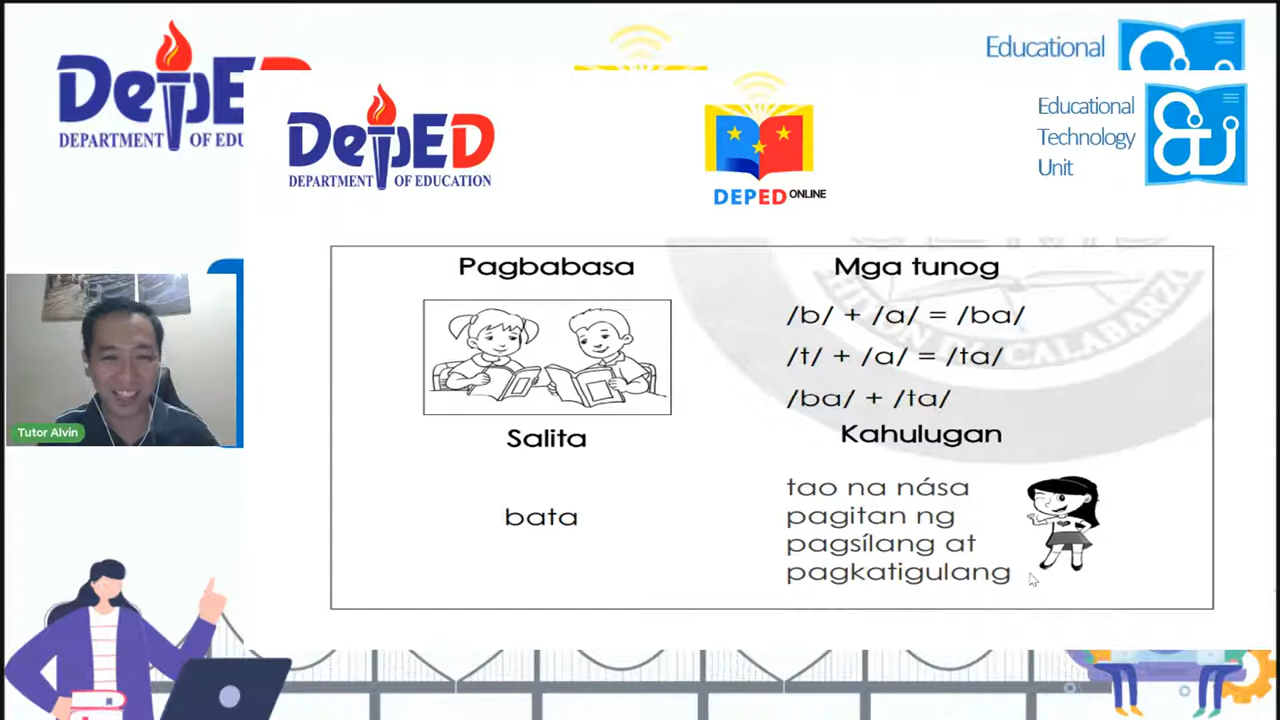 DepED
DEPARTMENT OF EDU
Educational
DepED
DEPARTMENT OF EDUCATION
DEPED ONLINE
Educational
Technology
Unit
Pagbabasa
Mga tunog
/b/ + /a/ = /ba/
/t/ + /a/ = /ta/
/ba/ + /ta/
Salita
Kahulugan
bata
tao na nása
pagitan ng
pagsílang at
pagkatigulang
Tutor Alvin